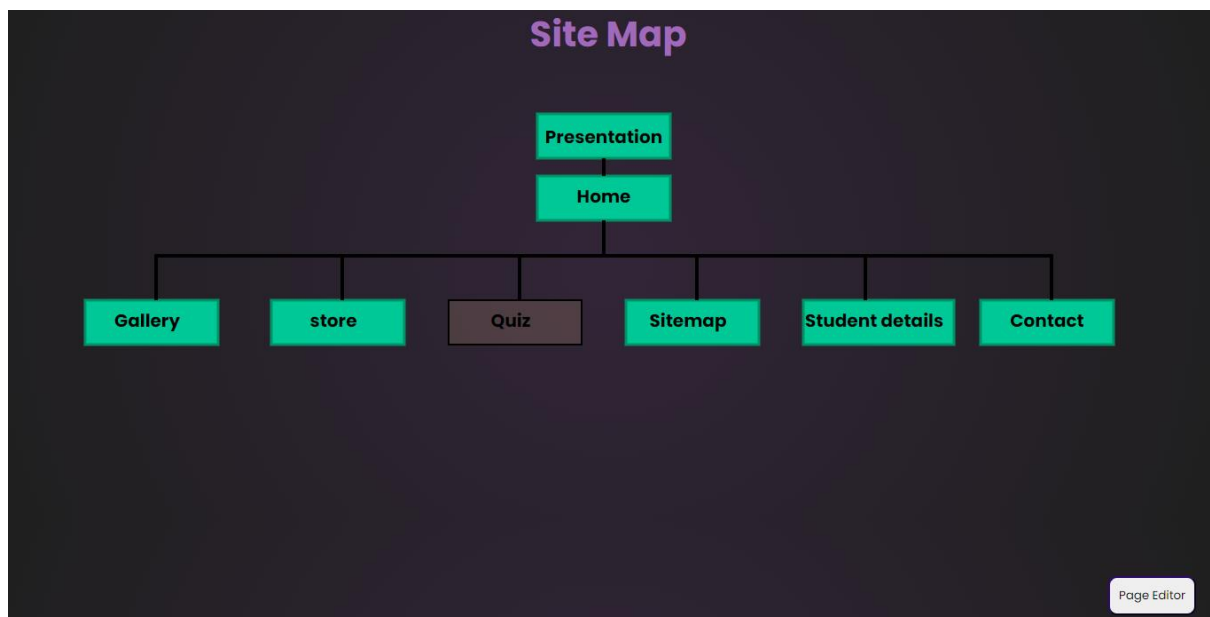 Site Map
Presentation
Home
Gallery
store
Quiz
Sitemap
Student details
Contact
Page Editor